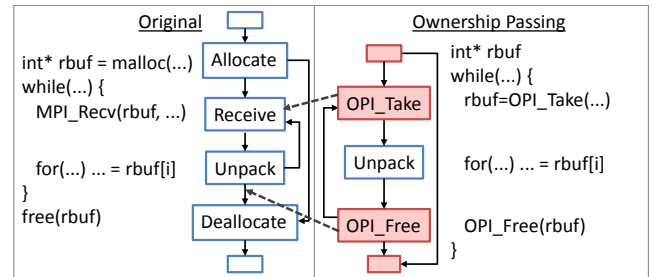 Original
int* rbuf = malloc(...)
while(...) {
MPI_Recv(rbuf, ...)
for(...) ... = rbuf[i]
}
free(rbuf)
Allocate
Receive
Unpack
Deallocate
Ownership Passing
OPI_Take
Unpack
OPI_Free
int* rbuf
while(...) {
rbuf=OPI_Take(...)
for(...) ... = rbuf[i]
OPI_Free(rbuf)
}